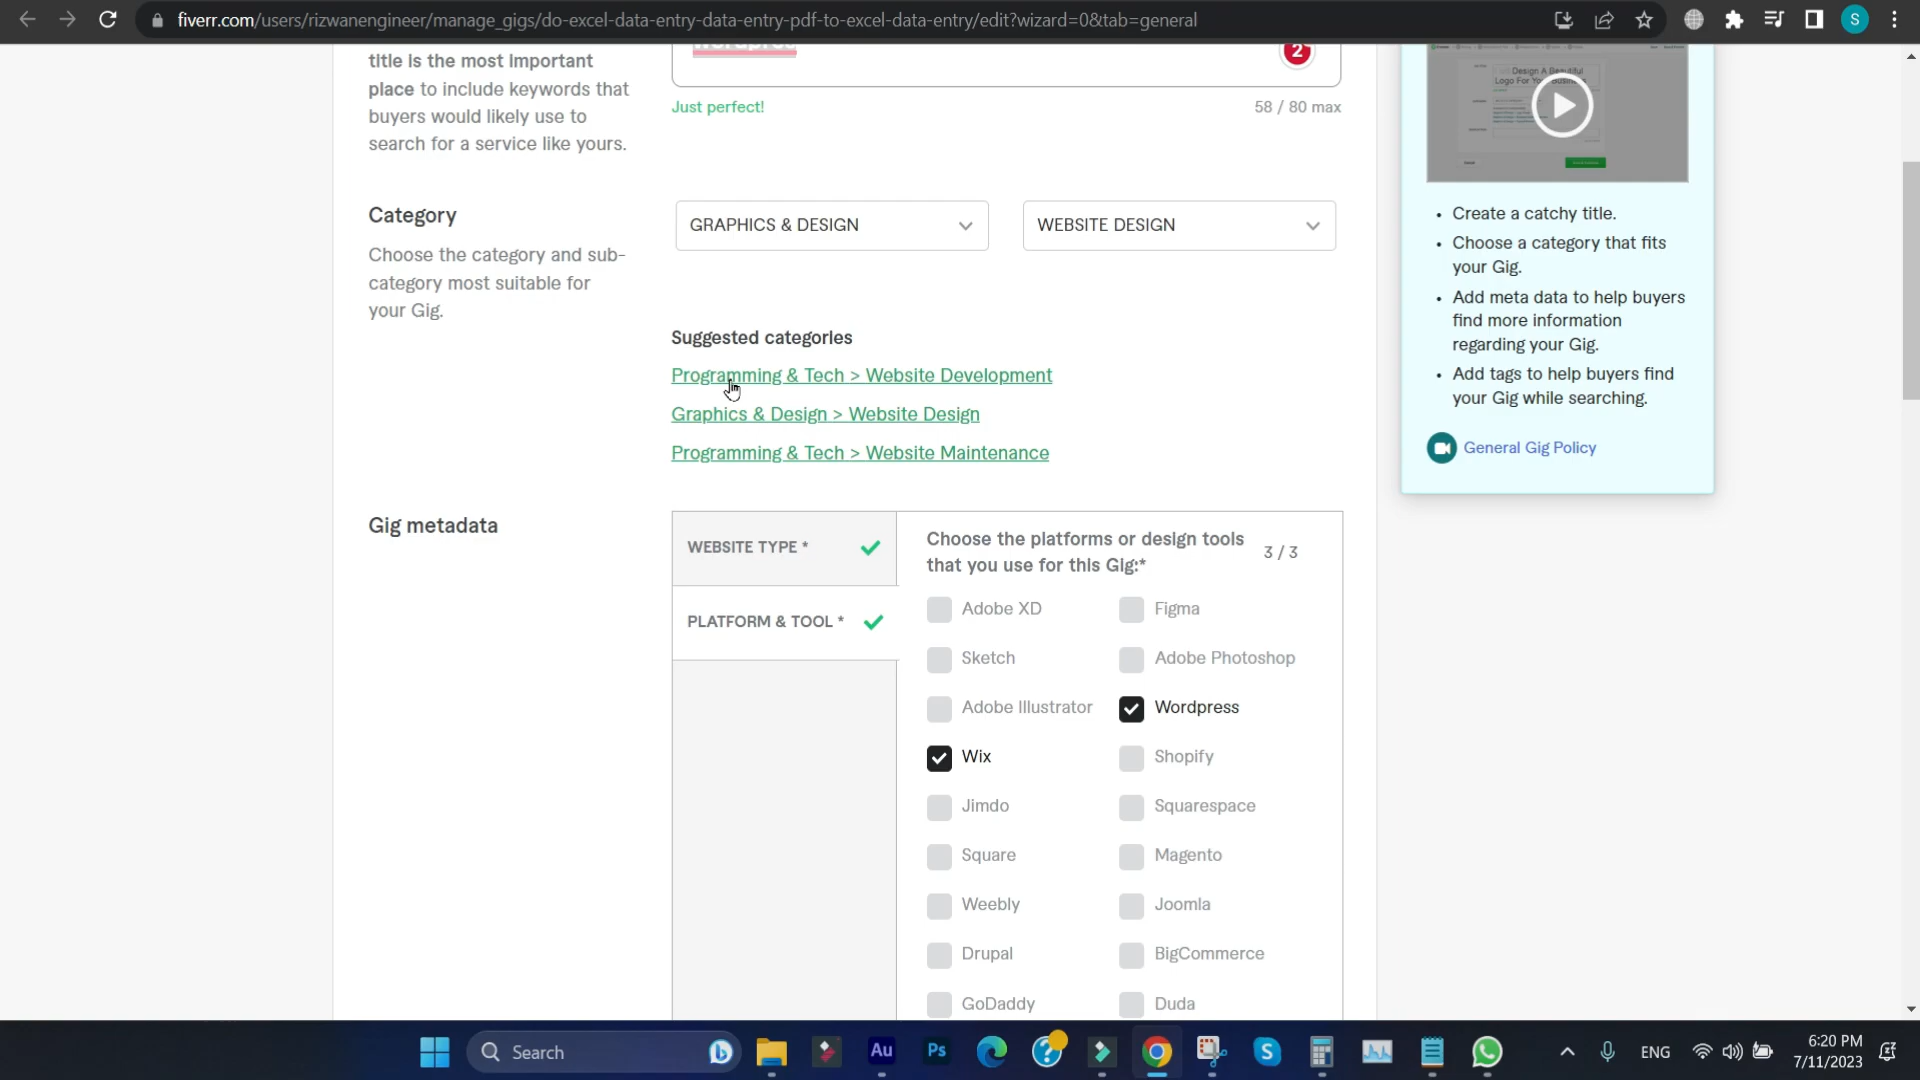 fiverr.com/users/rizwanengineer/manage_gigs/do-excel-data-entry-data-entry-pdf-to-excel-data-entry/edit?wizard=0&tab=general
S
title is the most important
place to include keywords that
buyers would likely use to
search for a service like yours.
2
Just perfect!
58 / 80 max
Category
Choose the category and sub-
category most suitable for
your Gig.
GRAPHICS & DESIGN
WEBSITE DESIGN
Suggested categories
Programming & Tech > Website Development
Graphics & Design > Website Design
Programming & Tech > Website Maintenance
Gig metadata
WEBSITE TYPE *
PLATFORM & TOOL *
Choose the platforms or design tools
that you use for this Gig:*
3 / 3
Adobe XD
Figma
Sketch
Adobe Photoshop
Adobe Illustrator
Wordpress
Wix
Shopify
Jimdo
Squarespace
Square
Magento
Weebly
Joomla
Drupal
BigCommerce
GoDaddy
Duda
Design A Beautiful
Logo For Your Business
• Create a catchy title.
• Choose a category that fits
your Gig.
• Add meta data to help buyers
find more information
regarding your Gig.
• Add tags to help buyers find
your Gig while searching.
General Gig Policy
Search
Au
Ps
ENG
6:20 PM
7/11/2023